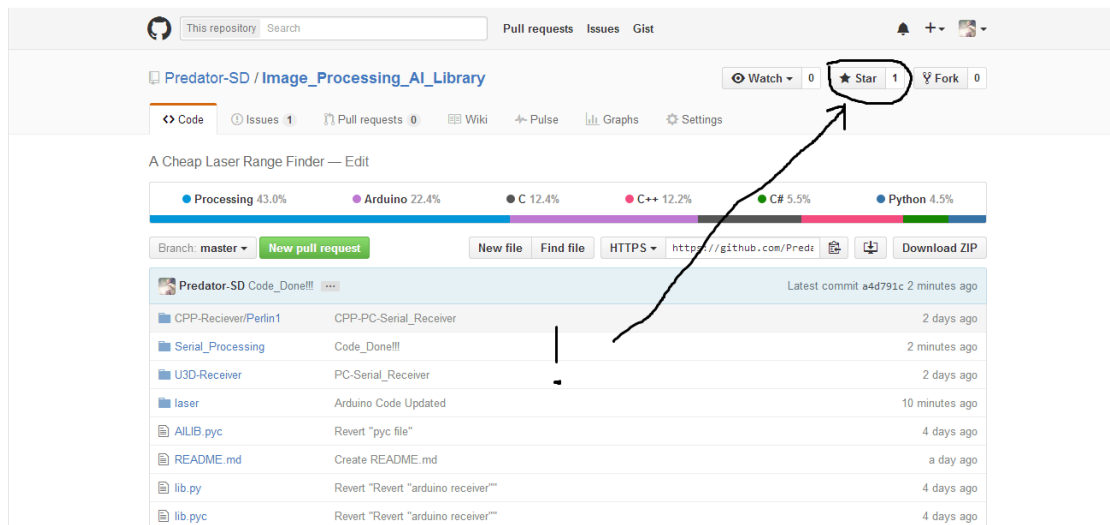 This repository Search Pull requests Issues Gist
Predator-SD / Image_Processing_AI_Library Watch 0 Star 1 Fork 0
Code Issues 1 Pull requests 0 Wiki Pulse Graphs Settings
A Cheap Laser Range Finder — Edit
Processing 43.0% Arduino 22.4% C 12.4% C++ 12.2% C# 5.5% Python 4.5%
Branch: master New pull request New file Find file HTTPS https://github.com/Preda Download ZIP
Predator-SD Code_Done!!! ... Latest commit a4d791c 2 minutes ago
CPP-Reciever/Perlin1 CPP-PC-Serial_Receiver 2 days ago
Serial_Processing Code_Done!!! 2 minutes ago
U3D-Receiver PC-Serial_Receiver 2 days ago
laser Arduino Code Updated 10 minutes ago
AILIB.pyc Revert "pyc file" 4 days ago
README.md Create README.md a day ago
lib.py Revert "Revert "arduino receiver"" 4 days ago
lib.pyc Revert "Revert "arduino receiver"" 4 days ago
!